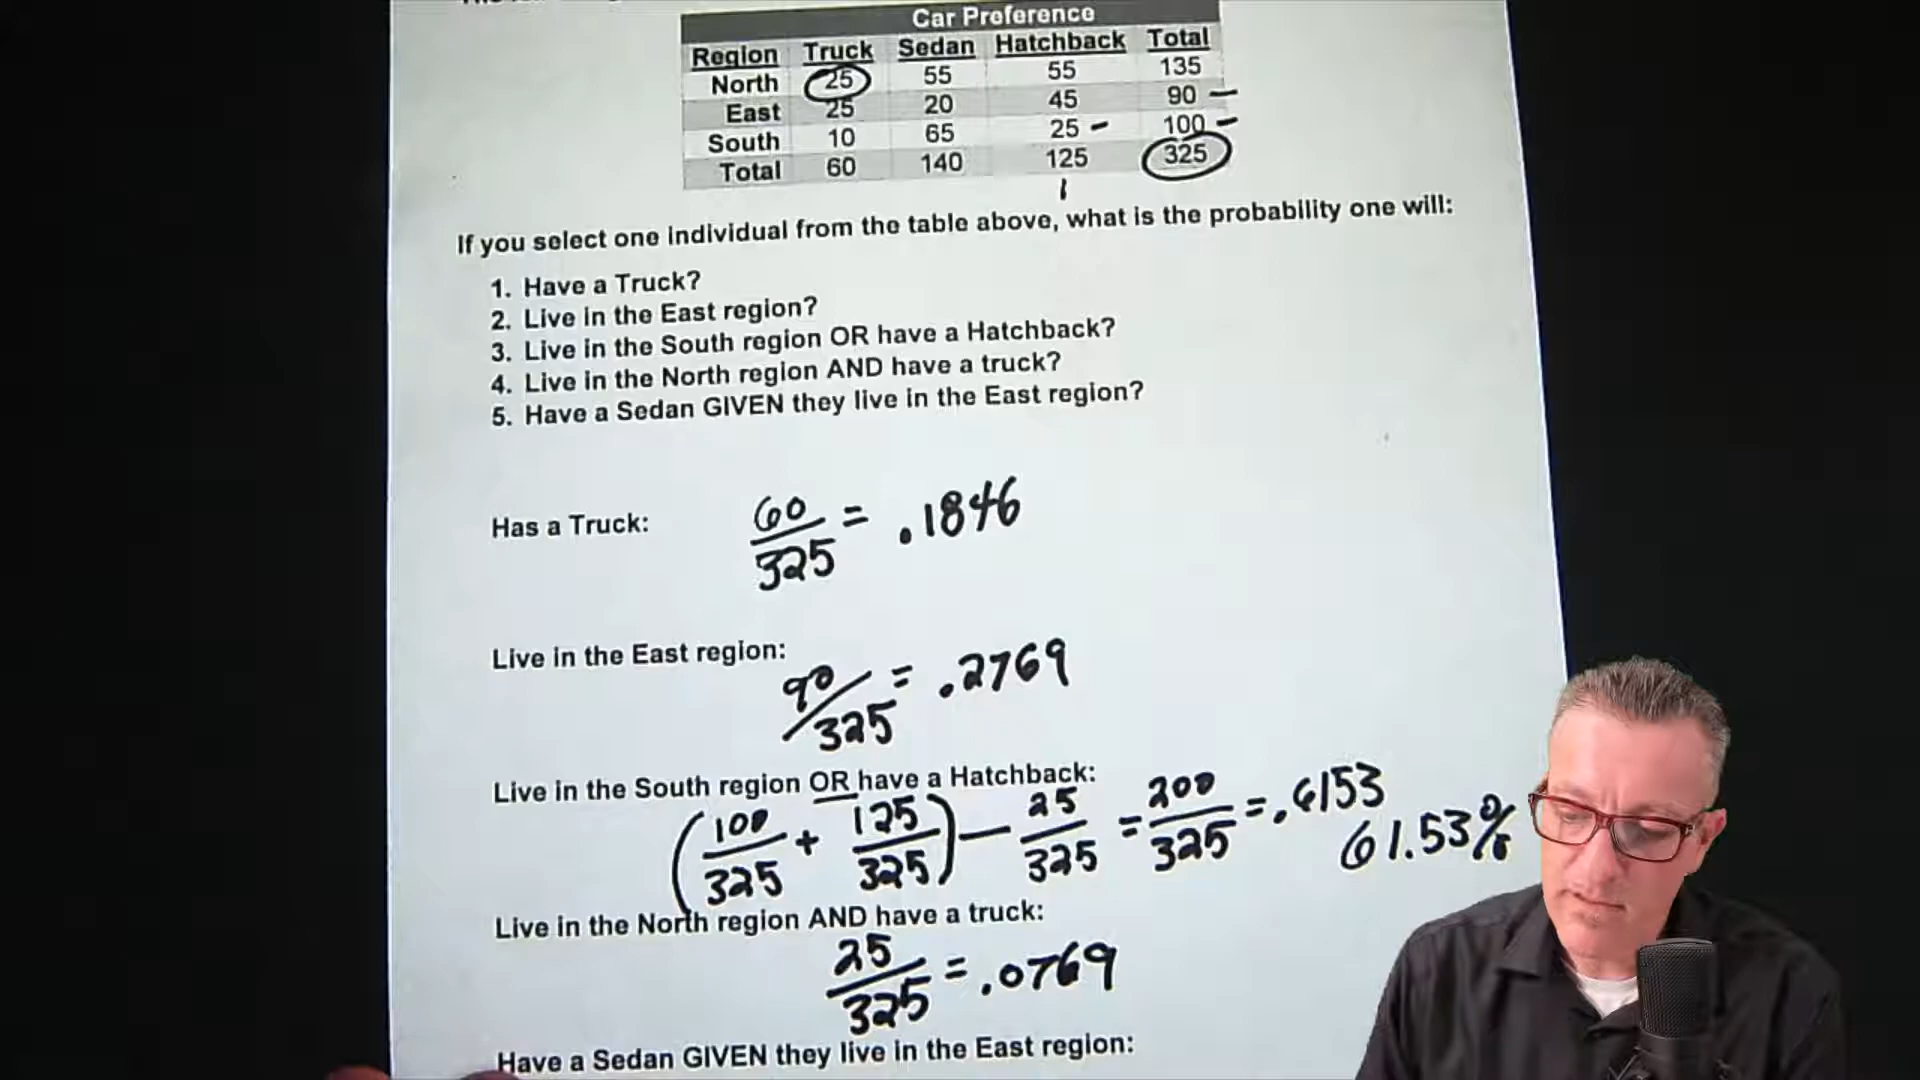 Car Preference
Region Truck Sedan Hatchback Total
North 25 55 55 135
East 25 20 45 90 –
South 10 65 25 – 100 –
Total 60 140 125 325
If you select one individual from the table above, what is the probability one will:
1. Have a Truck?
2. Live in the East region?
3. Live in the South region OR have a Hatchback?
4. Live in the North region AND have a truck?
5. Have a Sedan GIVEN they live in the East region?
Has a Truck: 60/325 = .1846
Live in the East region:
90/325 = .2769
Live in the South region OR have a Hatchback:
(100/325 + 125/325) – 25/325 = 200/325 = .6153
61.53%
Live in the North region AND have a truck:
25/325 = .0769
Have a Sedan GIVEN they live in the East region: